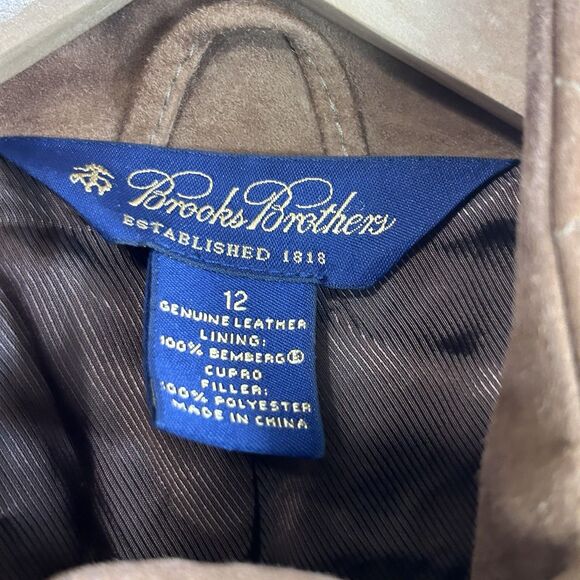 Brooks Brothers
ESTABLISHED 1818
12
GENUINE LEATHER
LINING:
100% BEMBERG®
CUPRO
FILLER:
100% POLYESTER
MADE IN CHINA